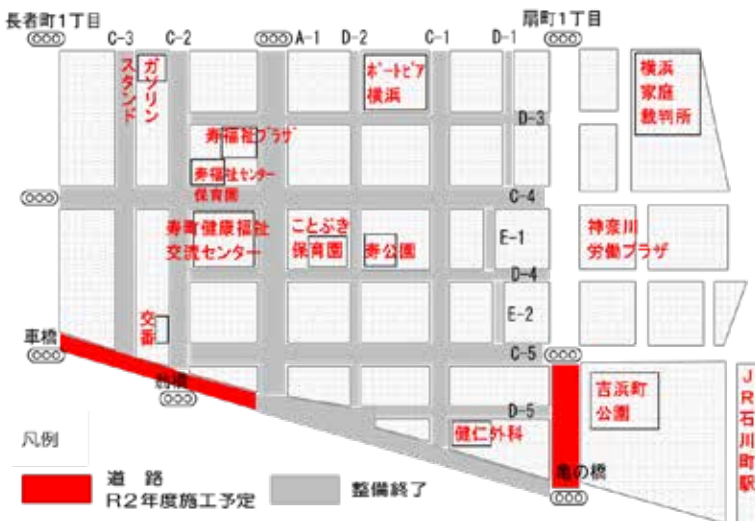 長者町1丁目
扇町1丁目
C-3
C-2
A-1
D-2
C-1
D-1
ガソリン
スタンド
ポートピア
横浜
横浜
家庭
裁判所
D-3
寿福祉プラザ
寿福祉センター
保育園
C-4
寿町健康福祉
交流センター
ことぶき
保育園
寿公園
E-1
神奈川
労働プラザ
D-4
交番
E-2
車橋
C-5
吉浜町
公園
JR石川町駅
D-5
健仁外科
亀の橋
凡例
道路
R2年度施工予定
整備終了